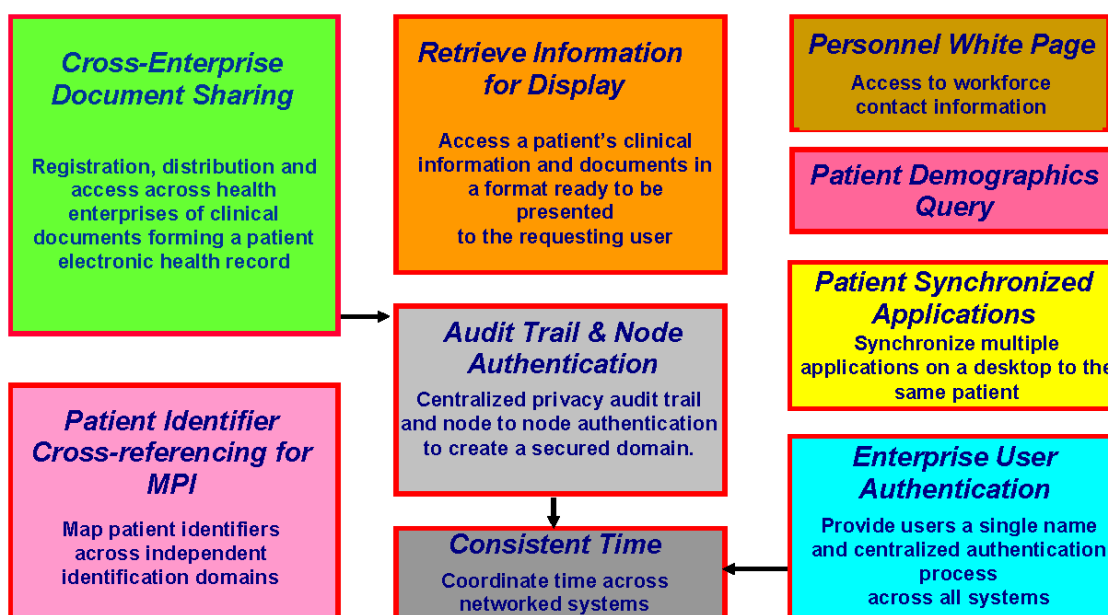 Cross-Enterprise
Document Sharing
Registration, distribution and
access across health
enterprises of clinical
documents forming a patient
electronic health record
Retrieve Information
for Display
Access a patient's clinical
information and documents in
a format ready to be
presented
to the requesting user
Personnel White Page
Access to workforce
contact information
Patient Demographics
Query
Patient Synchronized
Applications
Synchronize multiple
applications on a desktop to the
same patient
Audit Trail & Node
Authentication
Centralized privacy audit trail
and node to node authentication
to create a secured domain.
Patient Identifier
Cross-referencing for
MPI
Map patient identifiers
across independent
identification domains
Enterprise User
Authentication
Provide users a single name
and centralized authentication
process
across all systems
Consistent Time
Coordinate time across
networked systems